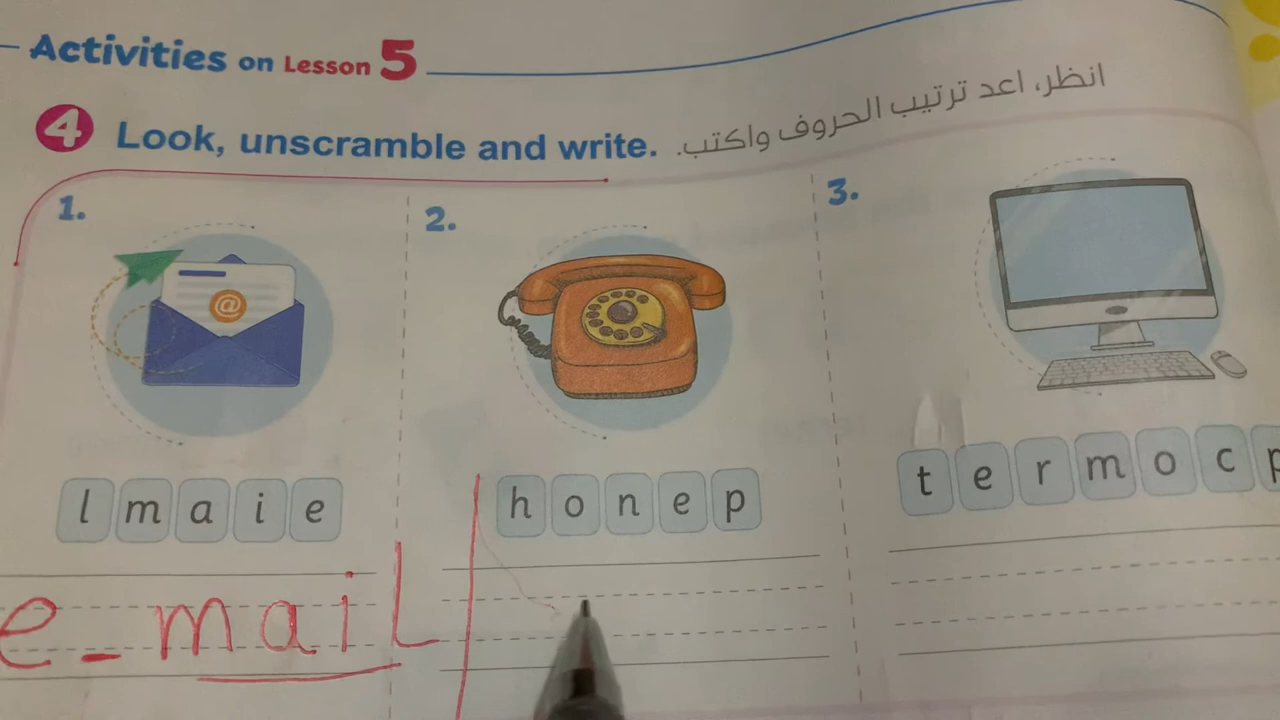 Activities on Lesson 5
4 Look, unscramble and write. انظر، اعد ترتيب الحروف واكتب.
1.
2.
3.
@
l m a i e
h o n e p
t e r m o c p
e-mail